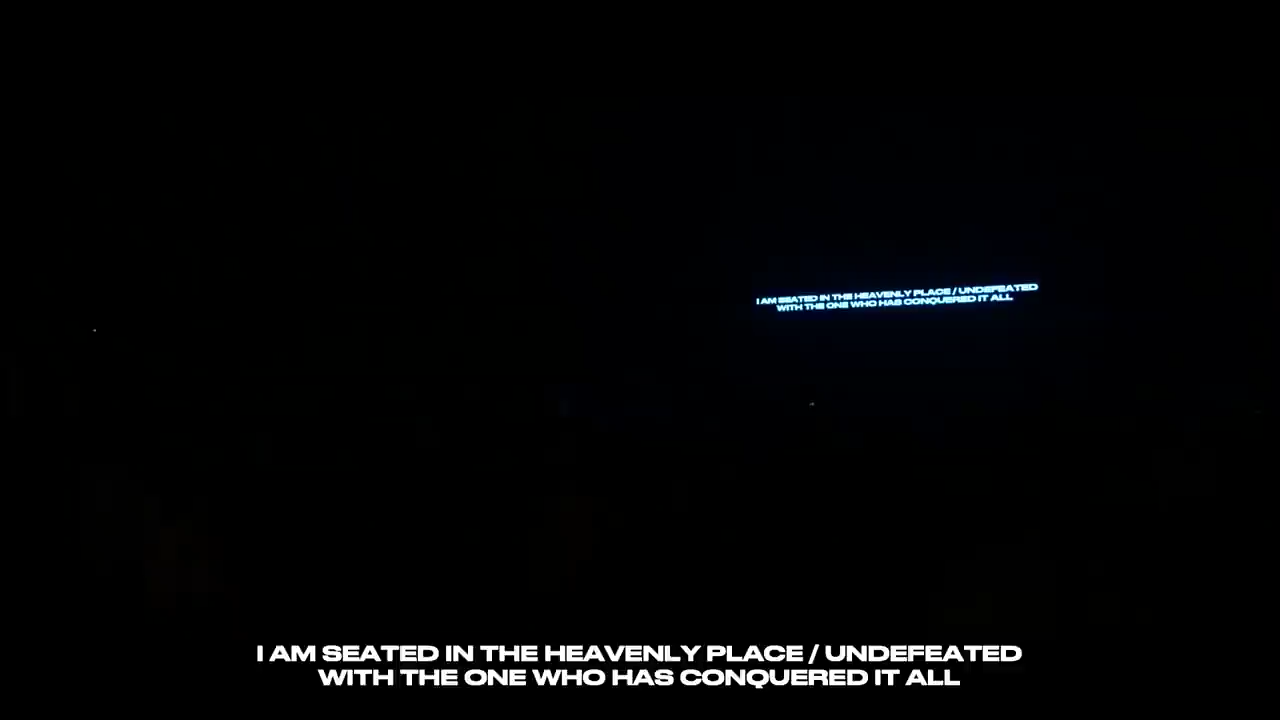 I AM SEATED IN THE HEAVENLY PLACE / UNDEFEATED
WITH THE ONE WHO HAS CONQUERED IT ALL
I AM SEATED IN THE HEAVENLY PLACE / UNDEFEATED
WITH THE ONE WHO HAS CONQUERED IT ALL